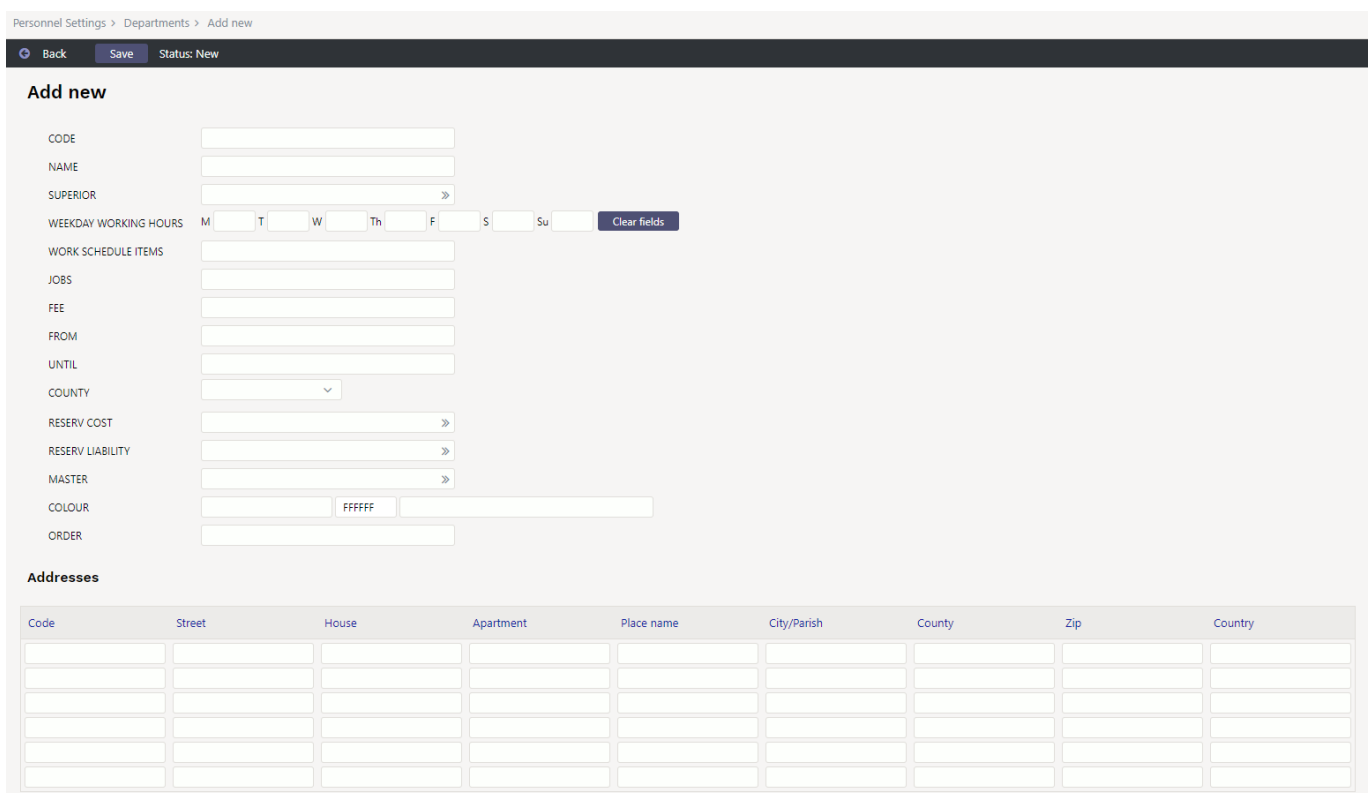 Personnel Settings > Departments > Add new
Back Save Status: New
Add new
CODE
NAME
SUPERIOR »
WEEKDAY WORKING HOURS M T W Th F S Su Clear fields
WORK SCHEDULE ITEMS
JOBS
FEE
FROM
UNTIL
COUNTY
RESERV COST »
RESERV LIABILITY »
MASTER »
COLOUR FFFFFF
ORDER
Addresses
Code Street House Apartment Place name City/Parish County Zip Country